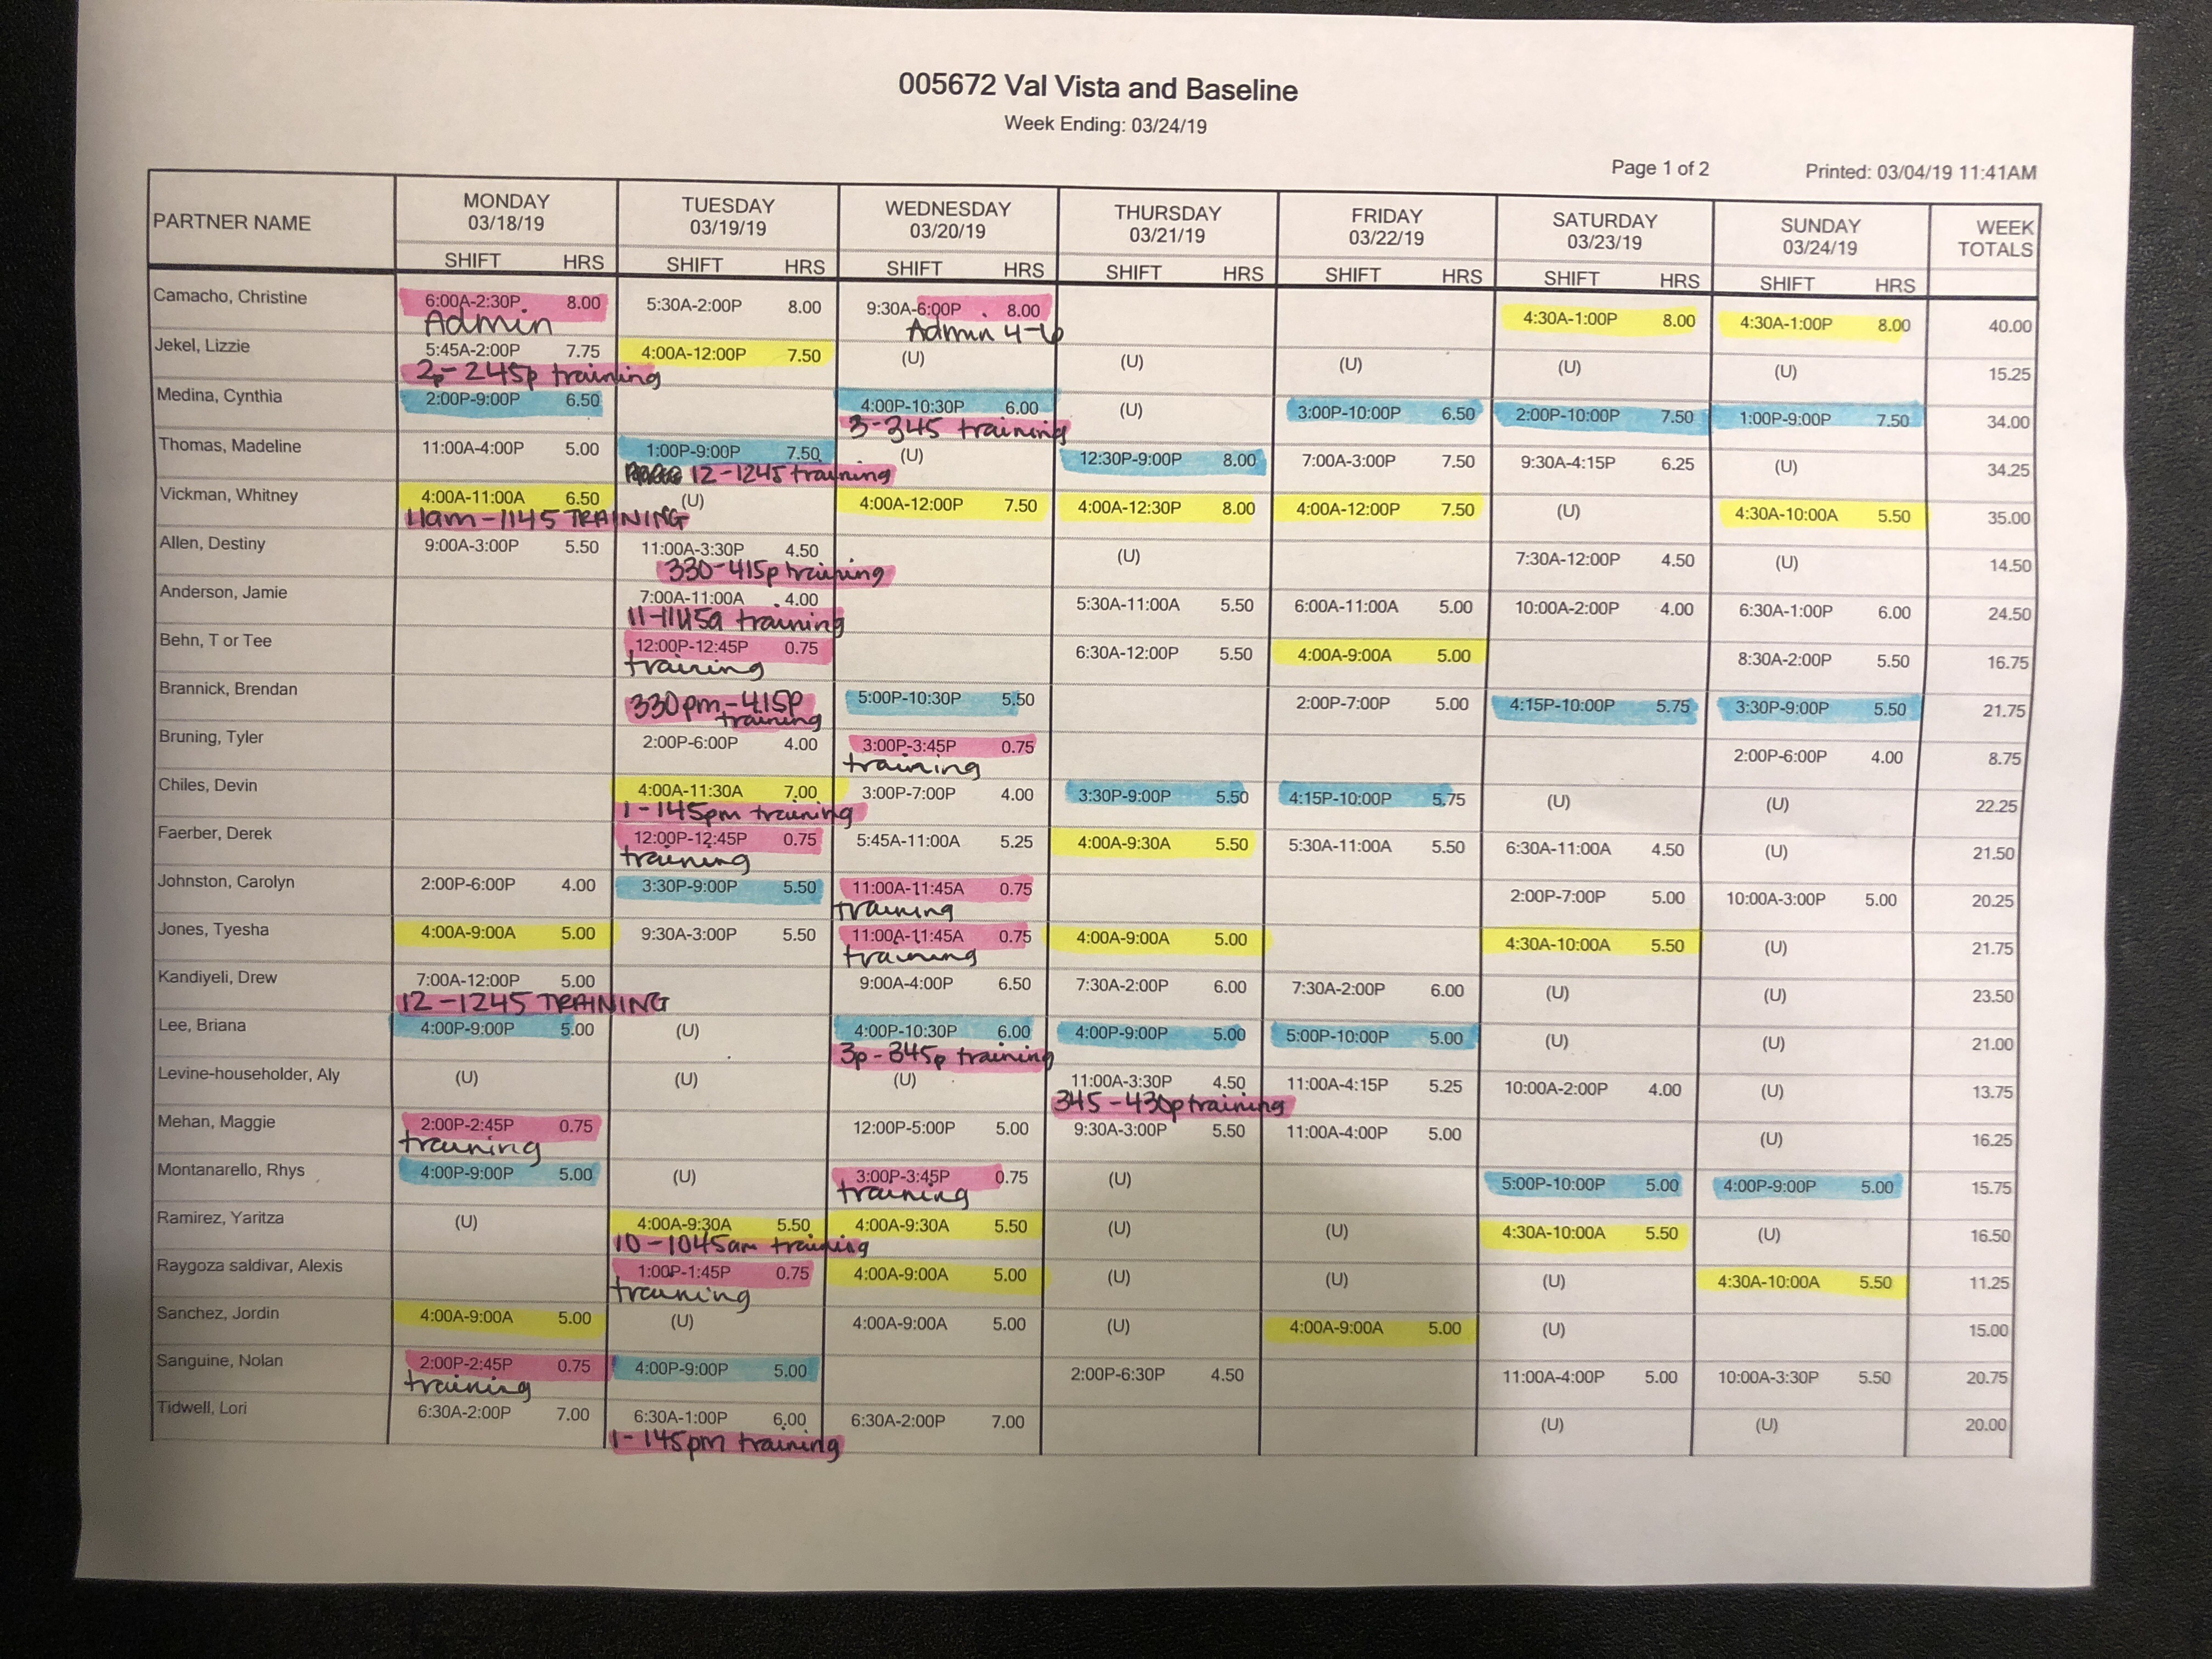 005672 Val Vista and Baseline
Week Ending: 03/24/19
Page 1 of 2 Printed: 03/04/19 11:41AM
PARTNER NAME MONDAY 03/18/19 TUESDAY 03/19/19 WEDNESDAY 03/20/19 THURSDAY 03/21/19 FRIDAY 03/22/19 SATURDAY 03/23/19 SUNDAY 03/24/19 WEEK TOTALS
SHIFT HRS SHIFT HRS SHIFT HRS SHIFT HRS SHIFT HRS SHIFT HRS SHIFT HRS
Camacho, Christine 6:00A-2:30P 8.00 5:30A-2:00P 8.00 9:30A-6:00P 8.00 4:30A-1:00P 8.00 4:30A-1:00P 8.00 40.00
Admin Admin 4-6
Jekel, Lizzie 5:45A-2:00P 7.75 4:00A-12:00P 7.50 (U) (U) (U) (U) (U) 15.25
2p-245p training
Medina, Cynthia 2:00P-9:00P 6.50 4:00P-10:30P 6.00 (U) 3:00P-10:00P 6.50 2:00P-10:00P 7.50 1:00P-9:00P 7.50 34.00
3-345 training
Thomas, Madeline 11:00A-4:00P 5.00 1:00P-9:00P 7.50 (U) 12:30P-9:00P 8.00 7:00A-3:00P 7.50 9:30A-4:15P 6.25 (U) 34.25
12-1245 training
Vickman, Whitney 4:00A-11:00A 6.50 (U) 4:00A-12:00P 7.50 4:00A-12:30P 8.00 4:00A-12:00P 7.50 (U) 4:30A-10:00A 5.50 35.00
11am-1145 TRAINING
Allen, Destiny 9:00A-3:00P 5.50 11:00A-3:30P 4.50 (U) 7:30A-12:00P 4.50 (U) 14.50
330-415p training
Anderson, Jamie 7:00A-11:00A 4.00 5:30A-11:00A 5.50 6:00A-11:00A 5.00 10:00A-2:00P 4.00 6:30A-1:00P 6.00 24.50
11-1145a training
Behn, T or Tee 12:00P-12:45P 0.75 6:30A-12:00P 5.50 4:00A-9:00A 5.00 8:30A-2:00P 5.50 16.75
training
Brannick, Brendan 330pm-415p 5:00P-10:30P 5.50 2:00P-7:00P 5.00 4:15P-10:00P 5.75 3:30P-9:00P 5.50 21.75
training
Bruning, Tyler 2:00P-6:00P 4.00 3:00P-3:45P 0.75 2:00P-6:00P 4.00 8.75
training
Chiles, Devin 4:00A-11:30A 7.00 3:00P-7:00P 4.00 3:30P-9:00P 5.50 4:15P-10:00P 5.75 (U) (U) 22.25
1-145pm training
Faerber, Derek 12:00P-12:45P 0.75 5:45A-11:00A 5.25 4:00A-9:30A 5.50 5:30A-11:00A 5.50 6:30A-11:00A 4.50 (U) 21.50
training
Johnston, Carolyn 2:00P-6:00P 4.00 3:30P-9:00P 5.50 11:00A-11:45A 0.75 2:00P-7:00P 5.00 10:00A-3:00P 5.00 20.25
training
Jones, Tyesha 4:00A-9:00A 5.00 9:30A-3:00P 5.50 11:00A-11:45A 0.75 4:00A-9:00A 5.00 4:30A-10:00A 5.50 (U) 21.75
training
Kandiyeli, Drew 7:00A-12:00P 5.00 9:00A-4:00P 6.50 7:30A-2:00P 6.00 7:30A-2:00P 6.00 (U) (U) 23.50
12-1245 TRAINING
Lee, Briana 4:00P-9:00P 5.00 (U) 4:00P-10:30P 6.00 4:00P-9:00P 5.00 5:00P-10:00P 5.00 (U) (U) 21.00
3p-345p training
Levine-householder, Aly (U) (U) (U) 11:00A-3:30P 4.50 11:00A-4:15P 5.25 10:00A-2:00P 4.00 (U) 13.75
345-430p training
Mehan, Maggie 2:00P-2:45P 0.75 12:00P-5:00P 5.00 9:30A-3:00P 5.50 11:00A-4:00P 5.00 (U) 16.25
training
Montanarello, Rhys 4:00P-9:00P 5.00 (U) 3:00P-3:45P 0.75 (U) 5:00P-10:00P 5.00 4:00P-9:00P 5.00 15.75
training
Ramirez, Yaritza (U) 4:00A-9:30A 5.50 4:00A-9:30A 5.50 (U) (U) 4:30A-10:00A 5.50 (U) 16.50
10-1045am training
Raygoza saldivar, Alexis 1:00P-1:45P 0.75 4:00A-9:00A 5.00 (U) (U) (U) 4:30A-10:00A 5.50 11.25
training
Sanchez, Jordin 4:00A-9:00A 5.00 (U) 4:00A-9:00A 5.00 (U) 4:00A-9:00A 5.00 (U) 15.00
Sanguine, Nolan 2:00P-2:45P 0.75 4:00P-9:00P 5.00 2:00P-6:30P 4.50 11:00A-4:00P 5.00 10:00A-3:30P 5.50 20.75
training
Tidwell, Lori 6:30A-2:00P 7.00 6:30A-1:00P 6.00 6:30A-2:00P 7.00 (U) (U) 20.00
1-145pm training